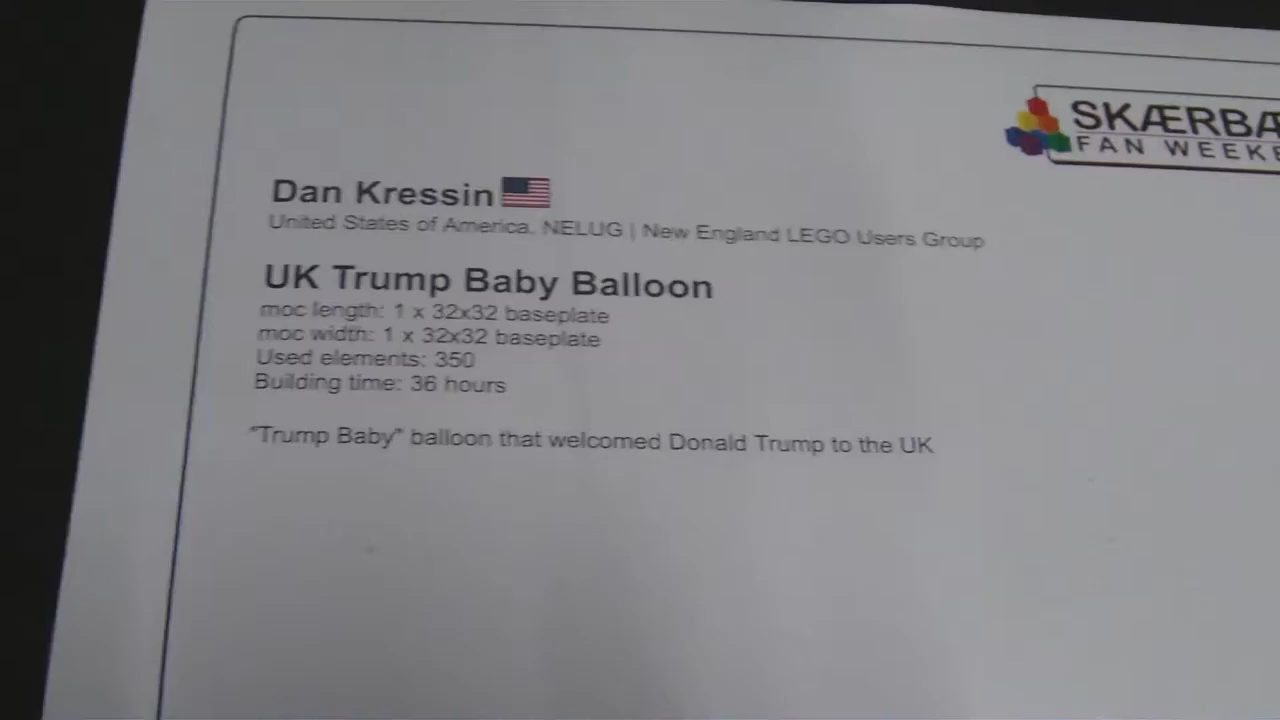 SKÆRBÆ
FAN WEEKE
Dan Kressin
United States of America, NELUG | New England LEGO Users Group
UK Trump Baby Balloon
moc length: 1 x 32x32 baseplate
moc width: 1 x 32x32 baseplate
Used elements: 350
Building time: 36 hours
"Trump Baby" balloon that welcomed Donald Trump to the UK